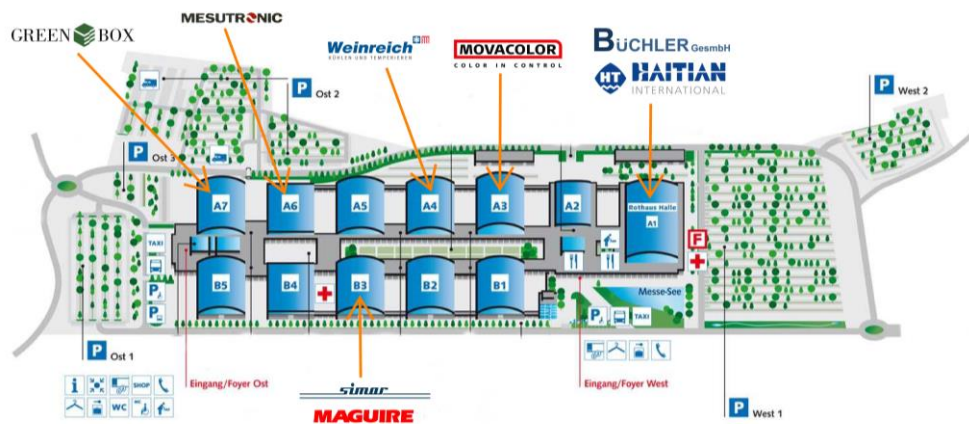 GREEN BOX
MESUTRONIC
Weinreich
KÜHLEN UND TEMPERIEREN
MOVACOLOR
COLOR IN CONTROL
BÜCHLER GesmbH
HT HAITIAN
INTERNATIONAL
P Ost 2
P West 2
P Ost 3
A7
A6
A5
A4
A3
A2
Rothaus Halle
A1
TAXI
F
B5
B4
B3
B2
B1
Messe-See
P
P
P
TAXI
P Ost 1
Eingang/Foyer Ost
Eingang/Foyer West
i
SHOP
WC
simar
MAGUIRE
P West 1